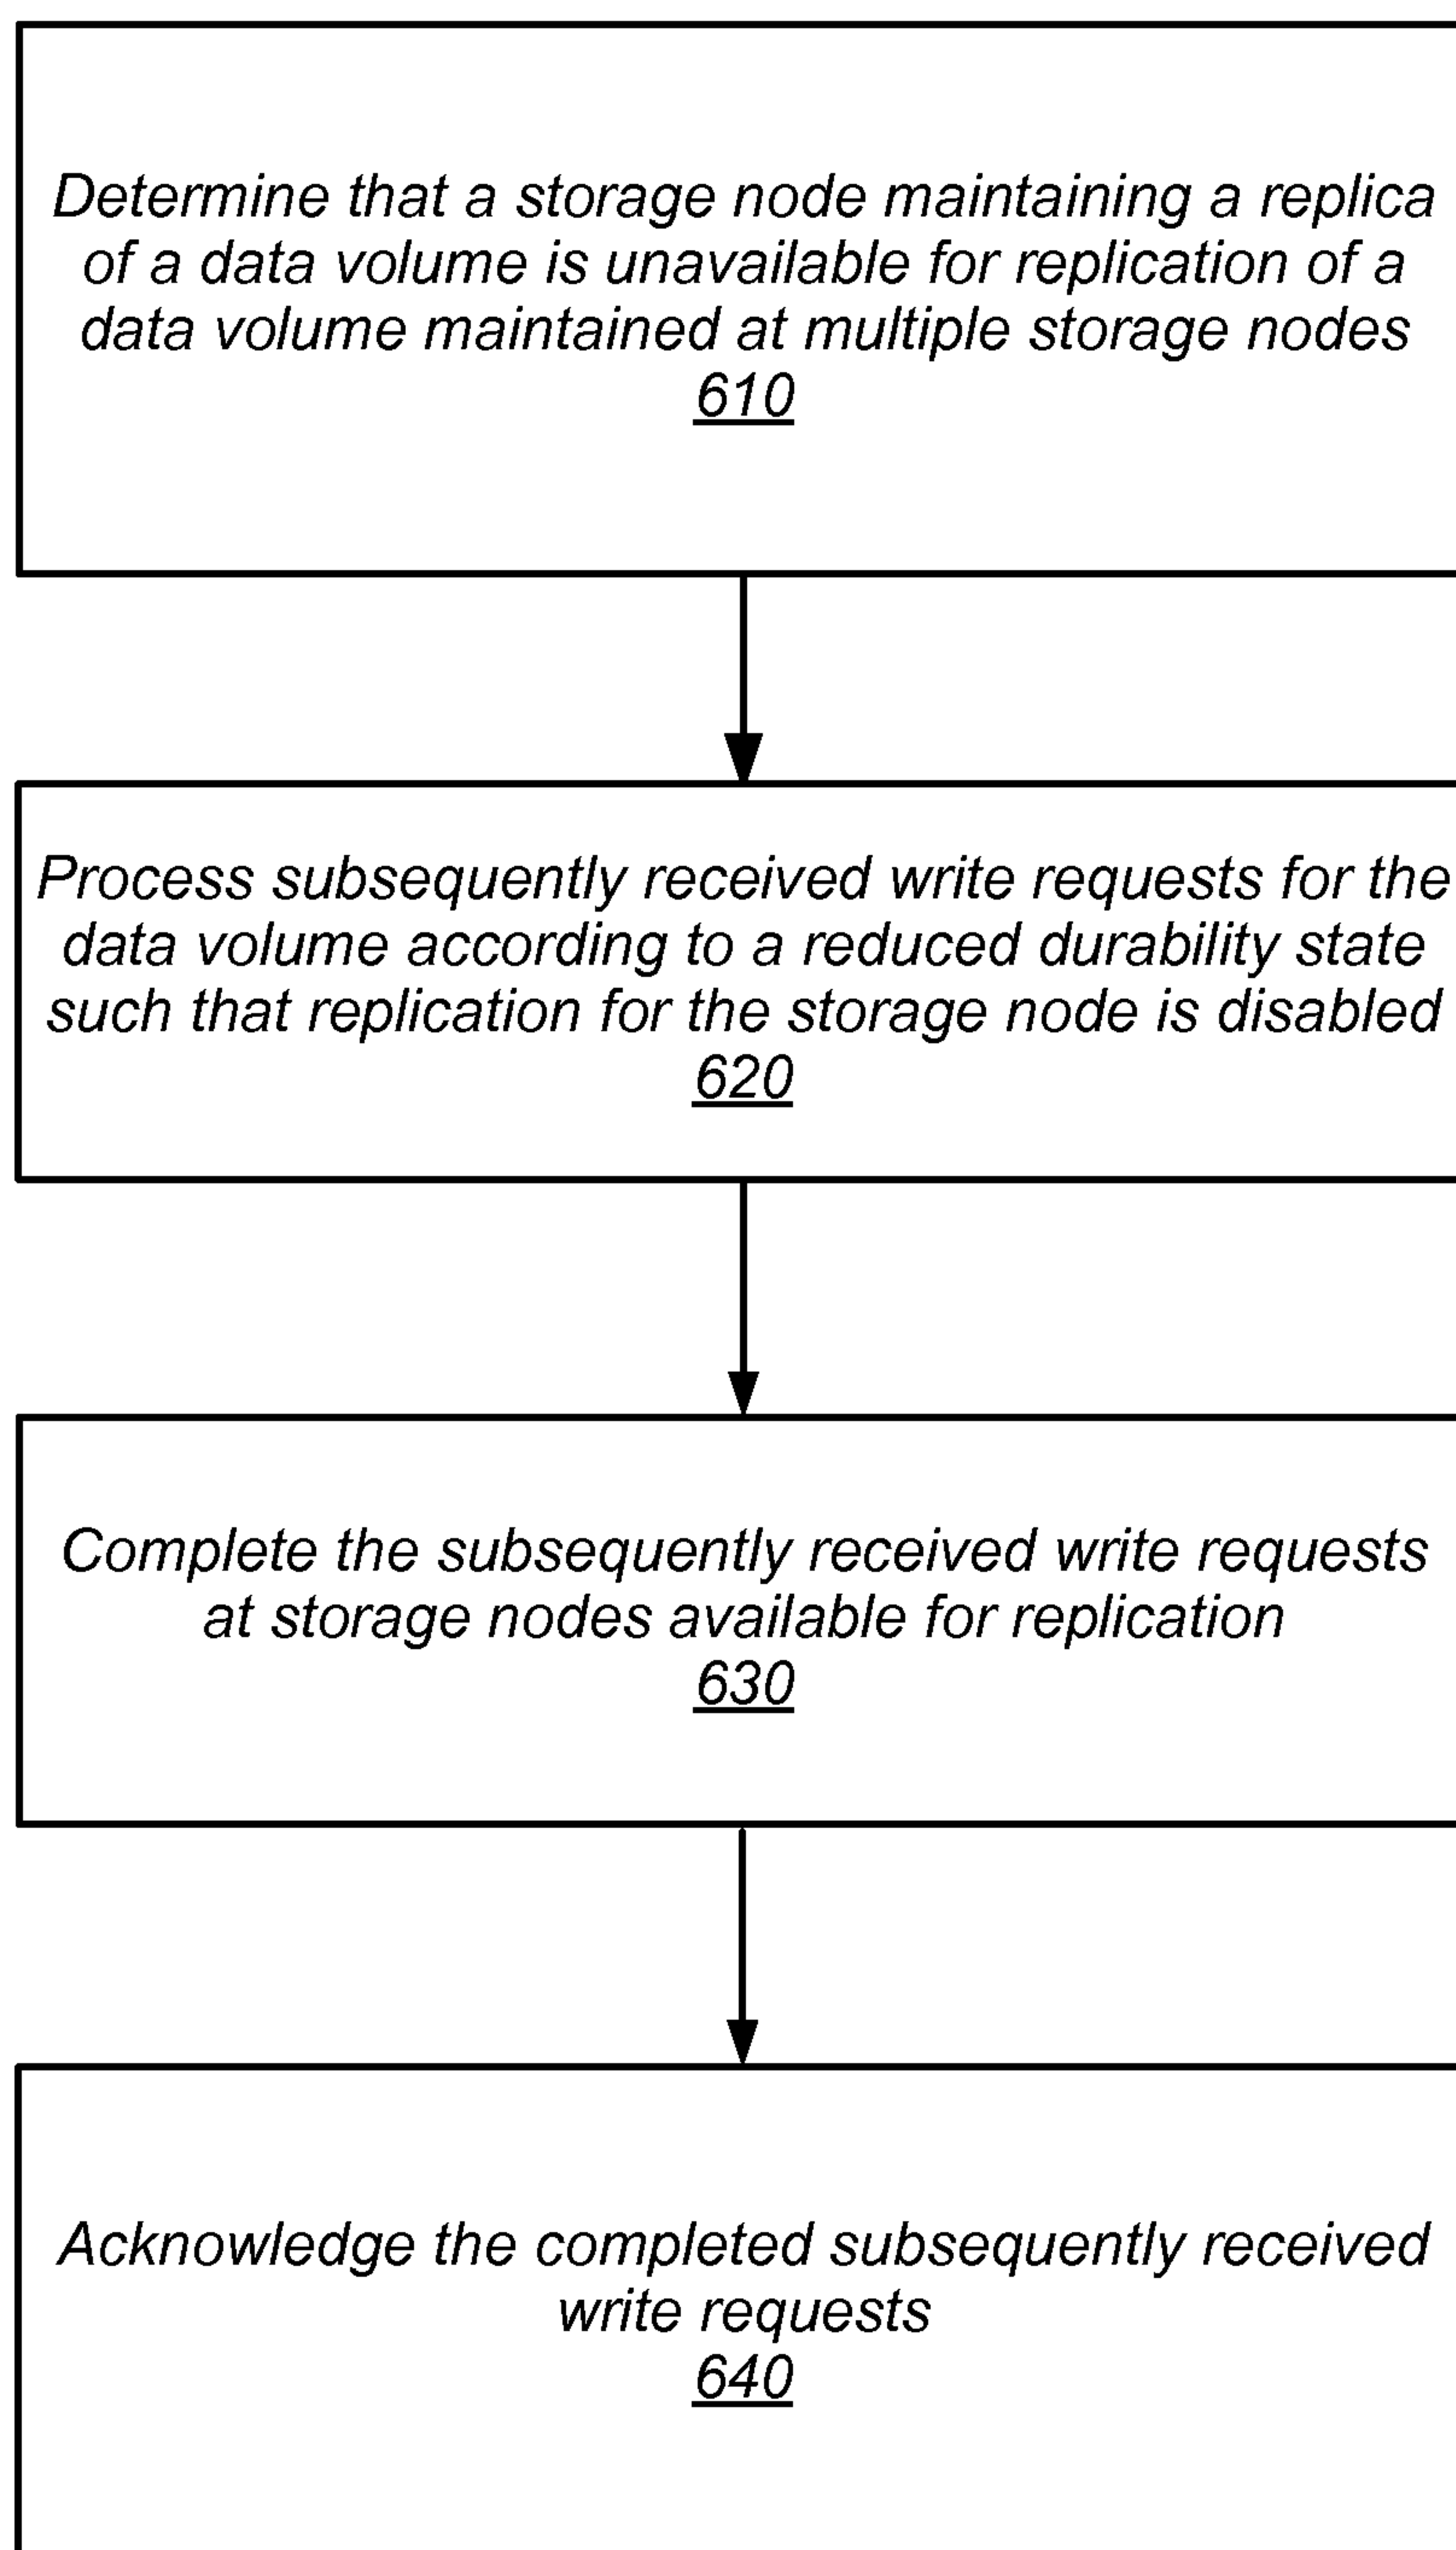 Determine that a storage node maintaining a replica
of a data volume is unavailable for replication of a
data volume maintained at multiple storage nodes
610
Process subsequently received write requests for the
data volume according to a reduced durability state
such that replication for the storage node is disabled
620
Complete the subsequently received write requests
at storage nodes available for replication
630
Acknowledge the completed subsequently received
write requests
640